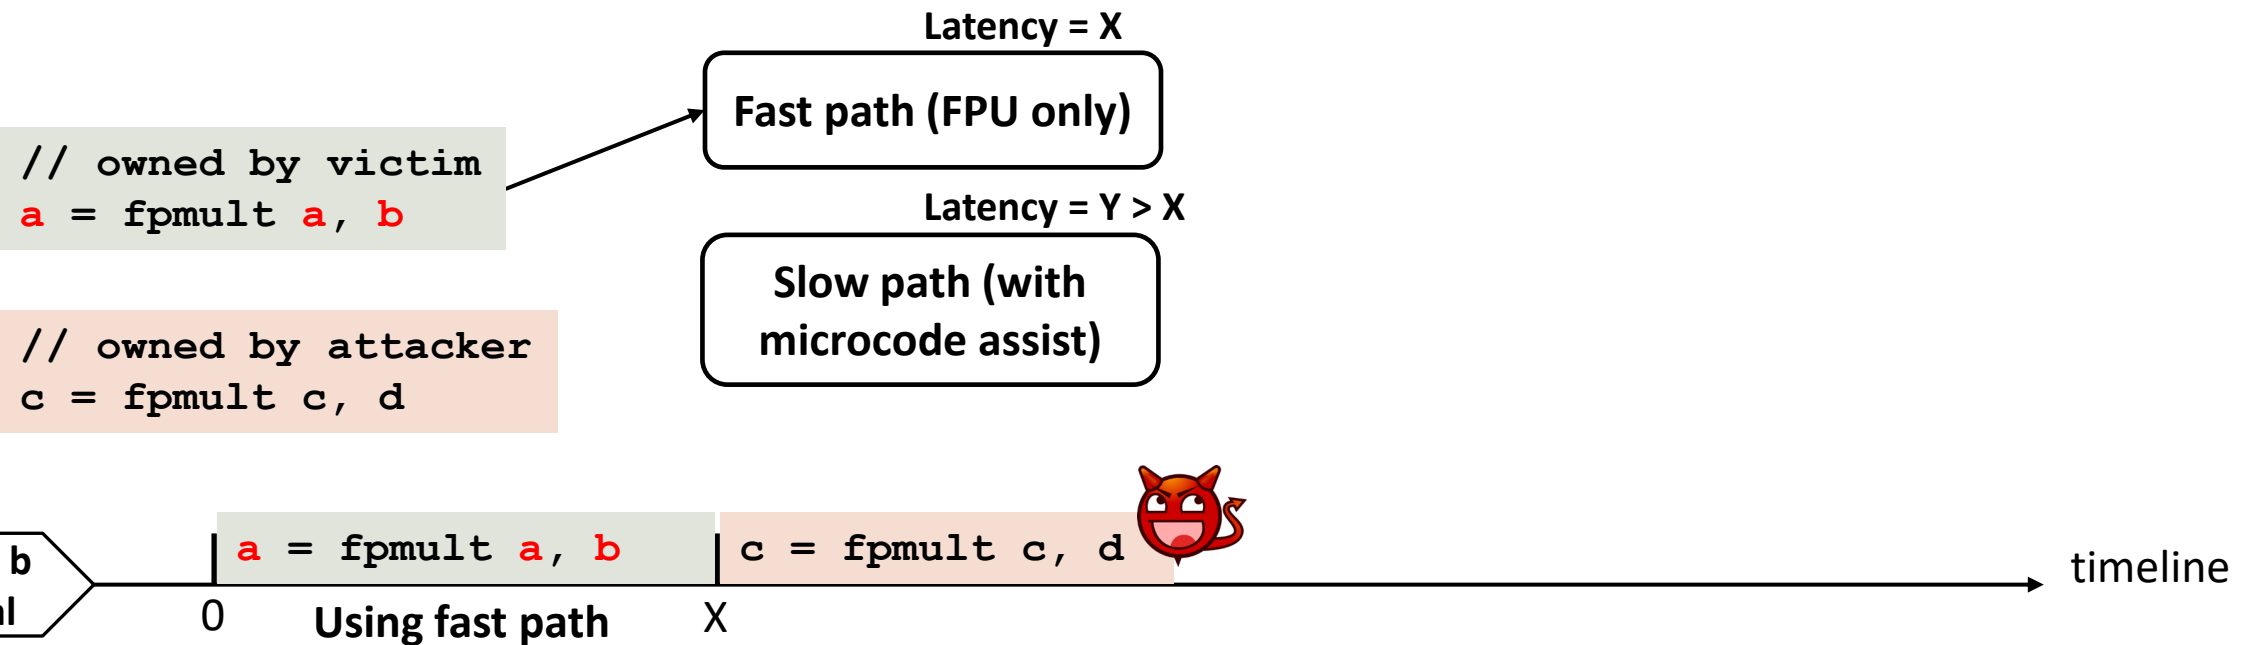 Latency = X
Fast path (FPU only)
// owned by victim
a = fpmult a, b
Latency = Y > X
Slow path (with
microcode assist)
// owned by attacker
c = fpmult c, d
b
a = fpmult a, b
c = fpmult c, d
timeline
0
Using fast path
X